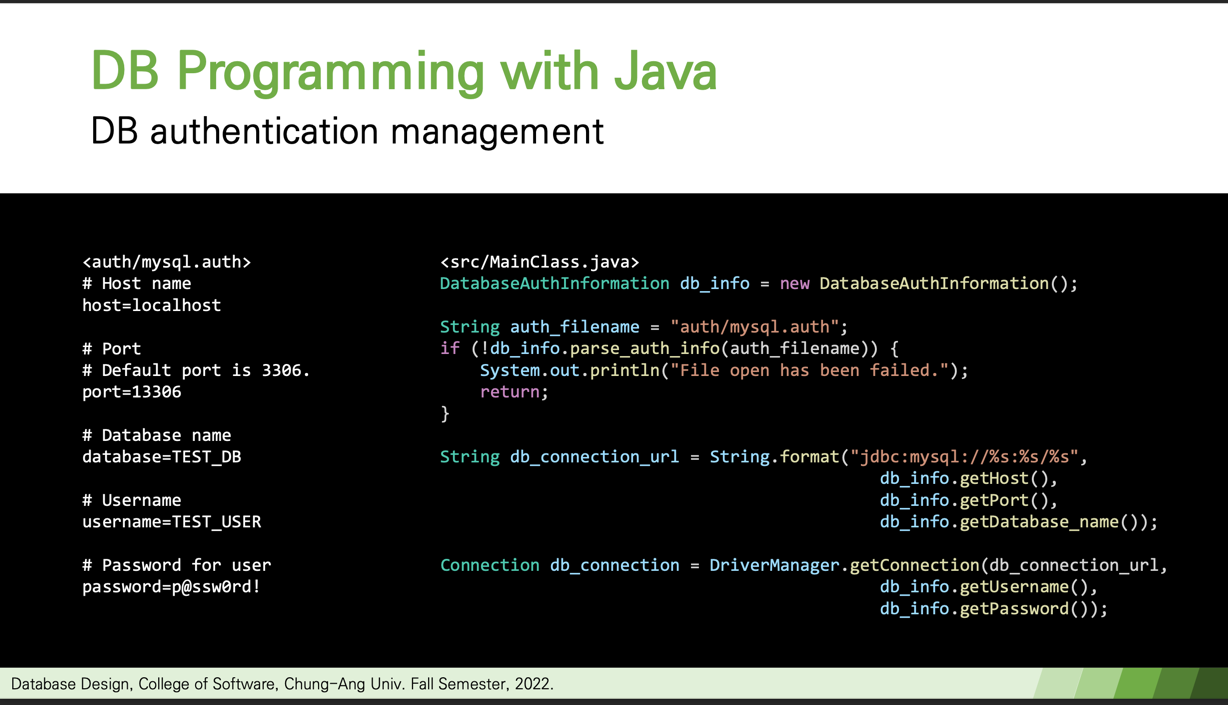 DB Programming with Java
DB authentication management
<auth/mysql.auth>
# Host name
host=localhost
# Port
# Default port is 3306.
port=13306
# Database name
database=TEST_DB
# Username
username=TEST_USER
# Password for user
password=p@ssw0rd!
<src/MainClass.java>
DatabaseAuthInformation db_info = new DatabaseAuthInformation();
String auth_filename = "auth/mysql.auth";
if (!db_info.parse_auth_info(auth_filename)) {
System.out.println("File open has been failed.");
return;
}
String db_connection_url = String.format("jdbc:mysql://%s:%s/%s",
db_info.getHost(),
db_info.getPort(),
db_info.getDatabase_name());
Connection db_connection = DriverManager.getConnection(db_connection_url,
db_info.getUsername(),
db_info.getPassword());
Database Design, College of Software, Chung-Ang Univ. Fall Semester, 2022.